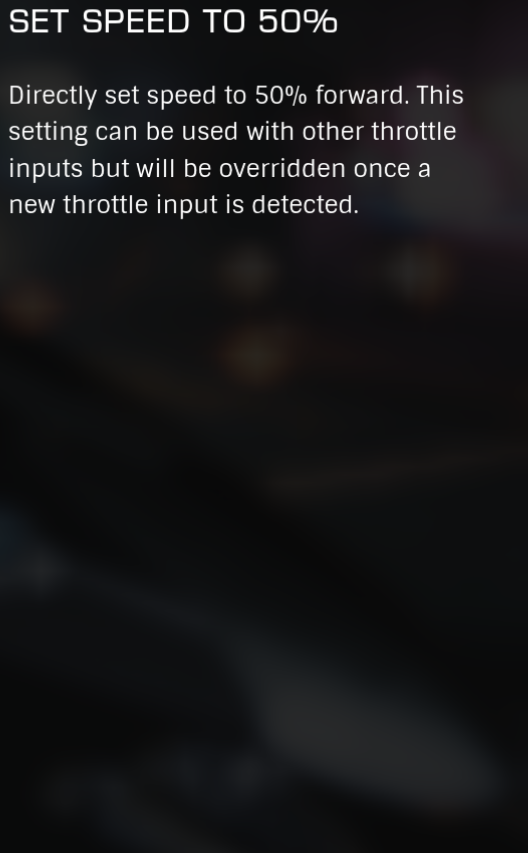 SET SPEED TO 50%
Directly set speed to 50% forward. This
setting can be used with other throttle
inputs but will be overridden once a
new throttle input is detected.